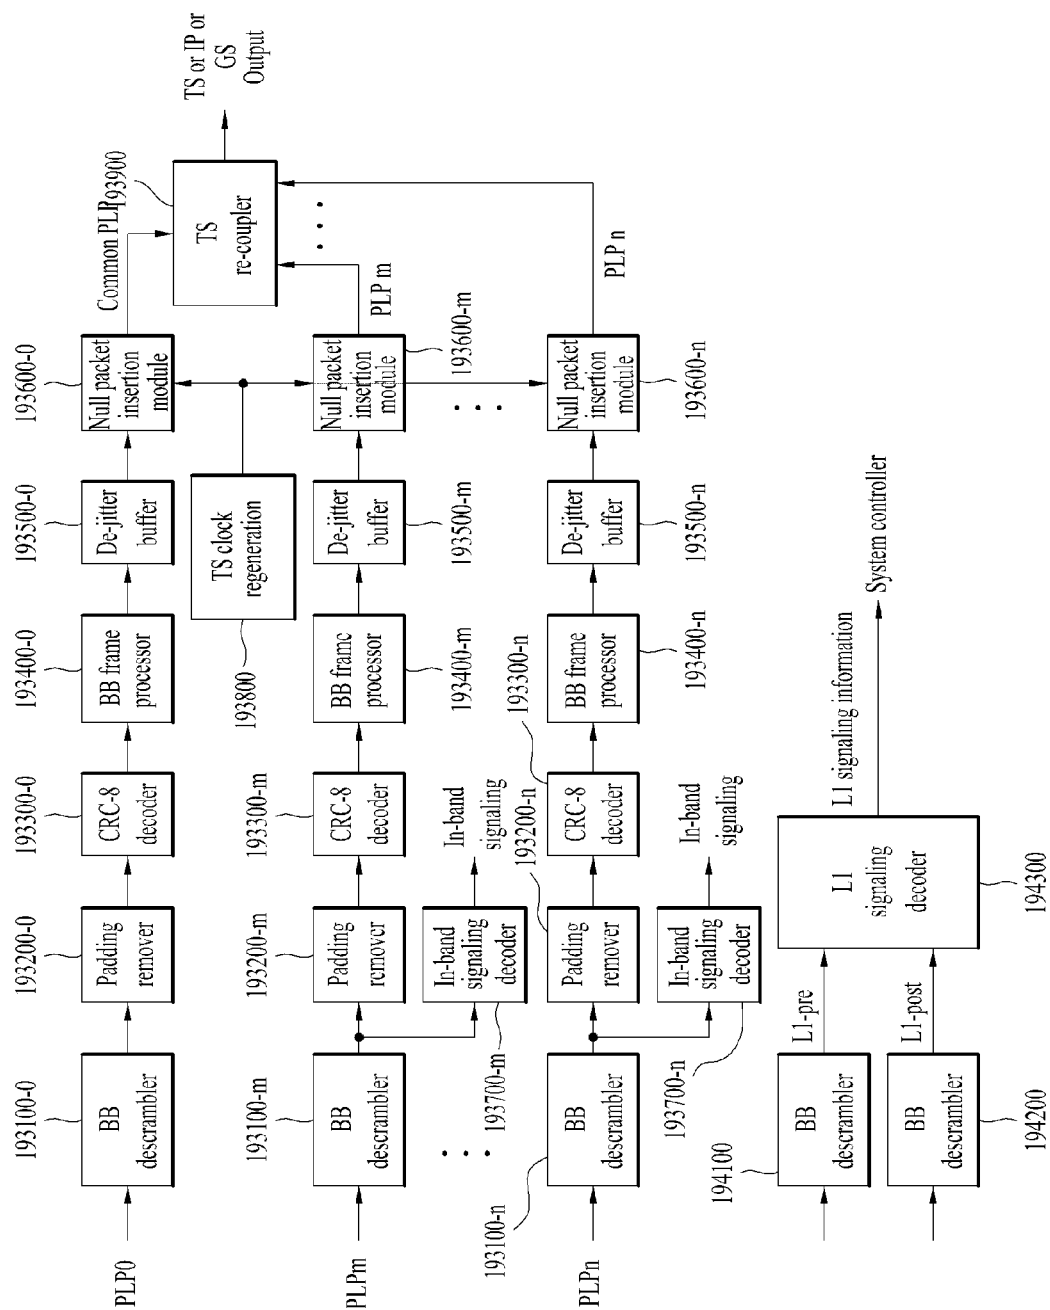 PLP0
193100-0
BB
descrambler
193200-0
Padding
remover
193300-0
CRC-8
decoder
193400-0
BB frame
processor
193500-0
De-jitter
buffer
193600-0
Null packet
insertion
module
Common PLP
193900
TS
re-coupler
TS or IP or
GS
Output
193800
TS clock
regeneration
PLPm
193100-m
BB
descrambler
193200-m
Padding
remover
193300-m
CRC-8
decoder
BB frame
processor
193400-m
De-jitter
buffer
193500-m
Null packet
insertion
module
193600-m
PLP m
In-band
signaling
decoder
193700-m
In-band
signaling
PLPn
193100-n
BB
descrambler
193200-n
Padding
remover
193300-n
CRC-8
decoder
BB frame
processor
193400-n
De-jitter
buffer
193500-n
Null packet
insertion
module
193600-n
PLP n
In-band
signaling
decoder
193700-n
In-band
signaling
194100
BB
descrambler
L1-pre
BB
descrambler
194200
L1-post
L1
signaling
decoder
194300
L1 signaling information
System controller